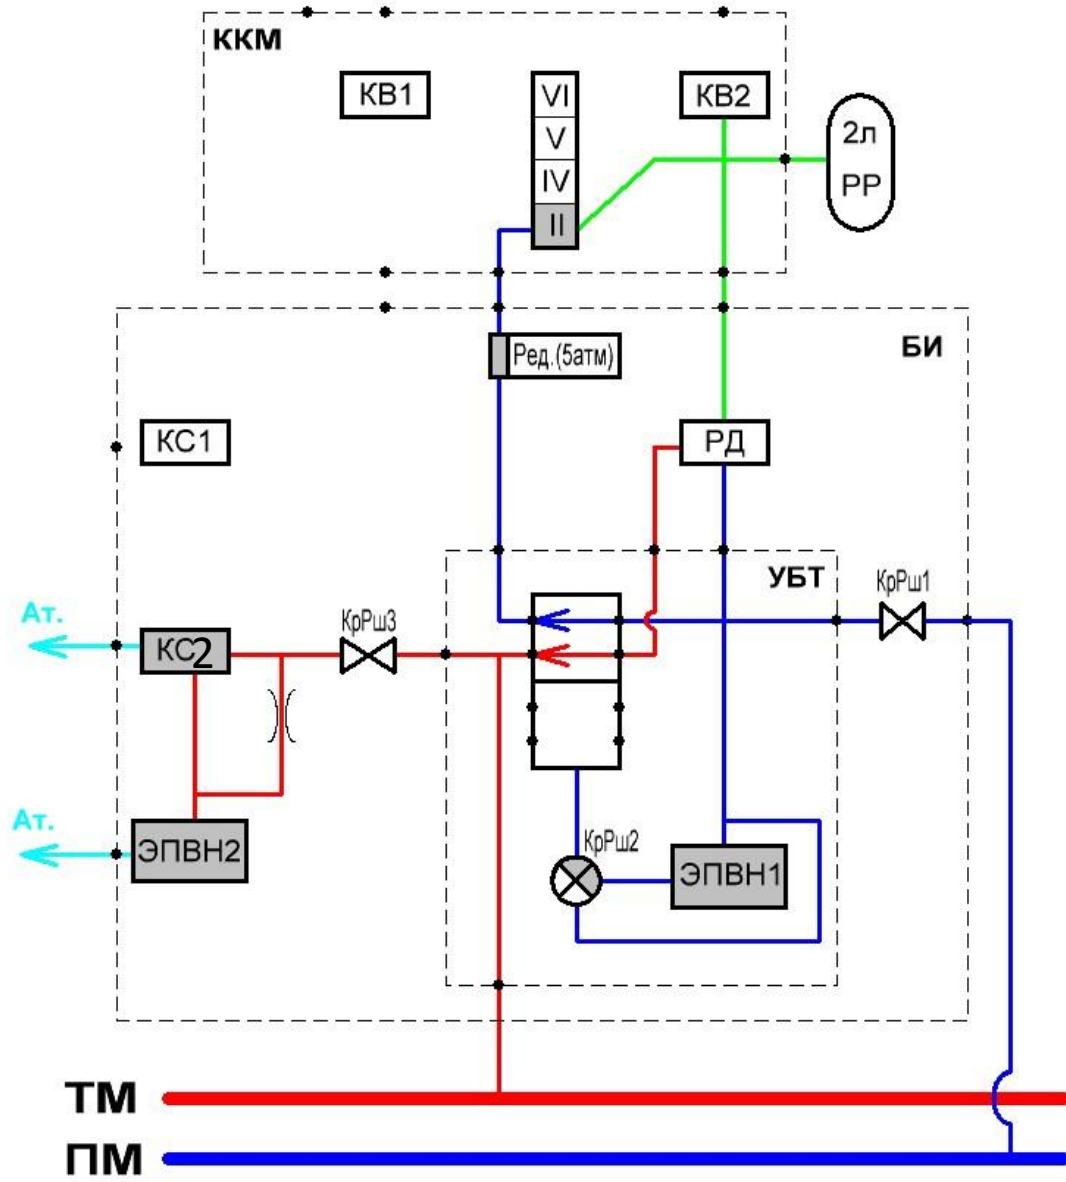 ККМ
КВ1
VI
КВ2
V
2л
IV
РР
II
БИ
Ред.(5атм)
КС1
РД
УБТ
КрРш1
Ат.
КрРш3
КС2
Ат.
КрРш2
ЭПВН2
ЭПВН1
ТМ
ПМ